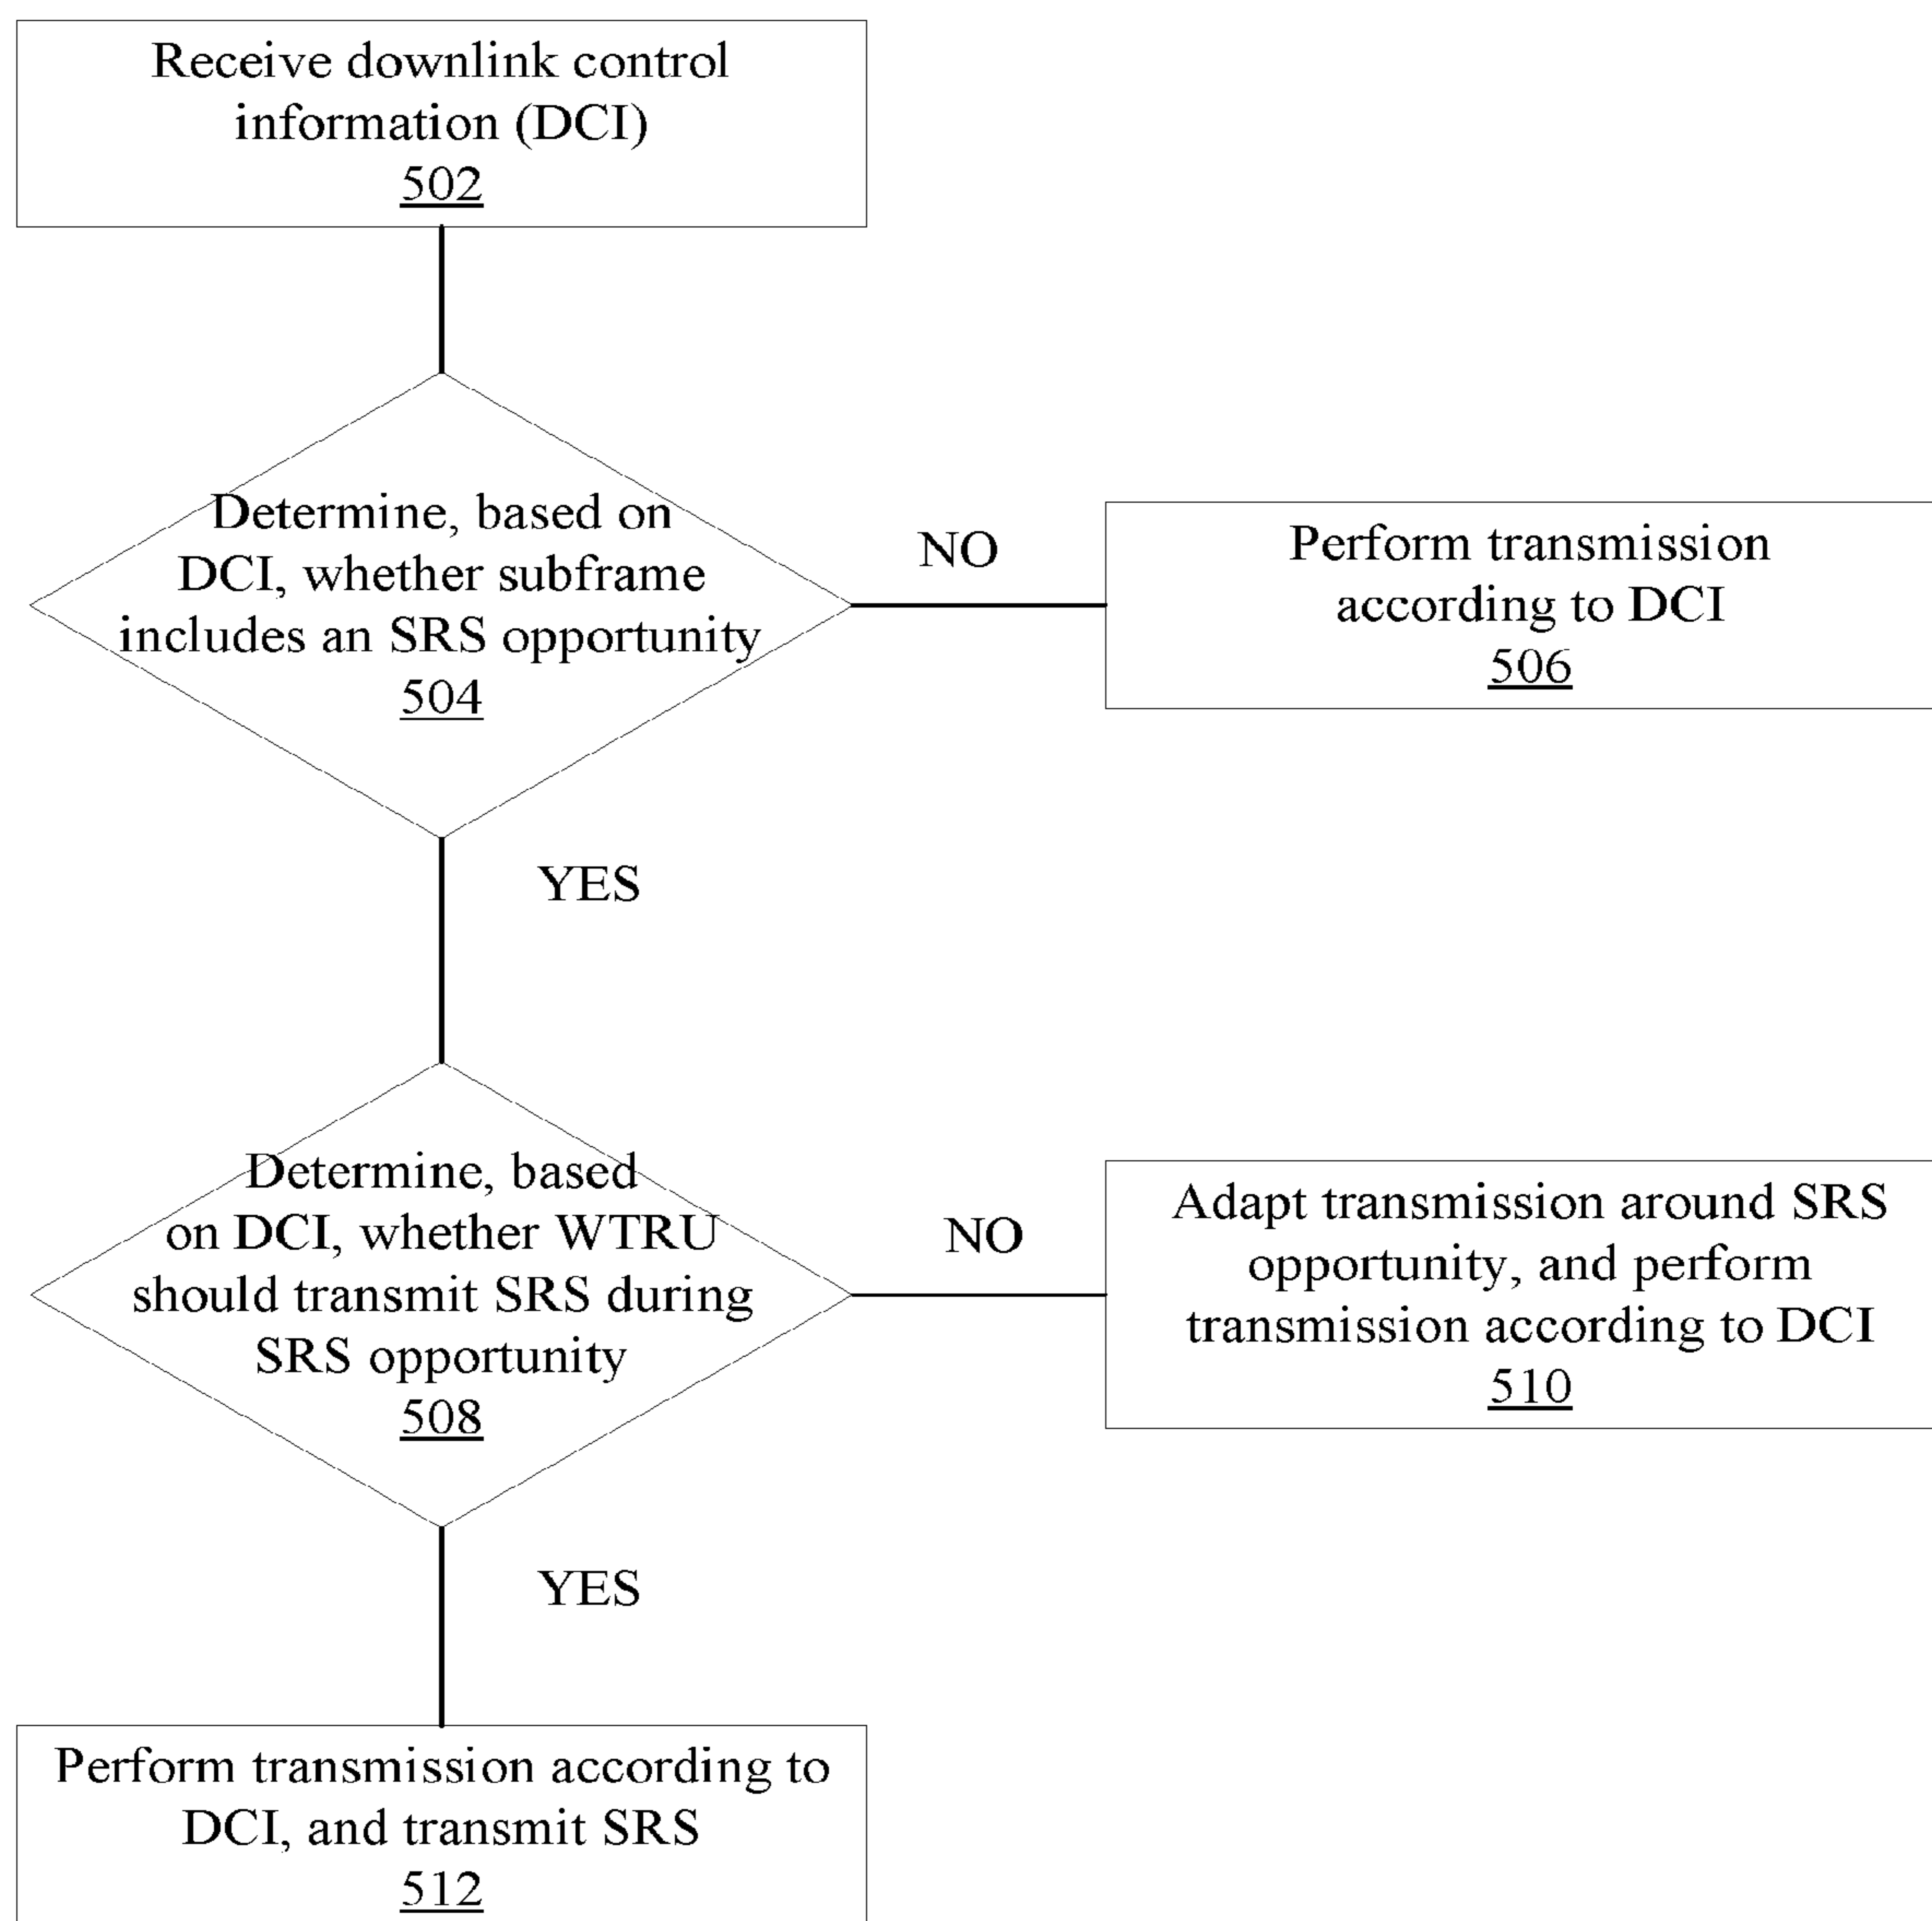 Receive downlink control
information (DCI)
502
Determine, based on
DCI, whether subframe
includes an SRS opportunity
504
NO
Perform transmission
according to DCI
506
YES
Determine, based
on DCI, whether WTRU
should transmit SRS during
SRS opportunity
508
NO
Adapt transmission around SRS
opportunity, and perform
transmission according to DCI
510
YES
Perform transmission according to
DCI, and transmit SRS
512